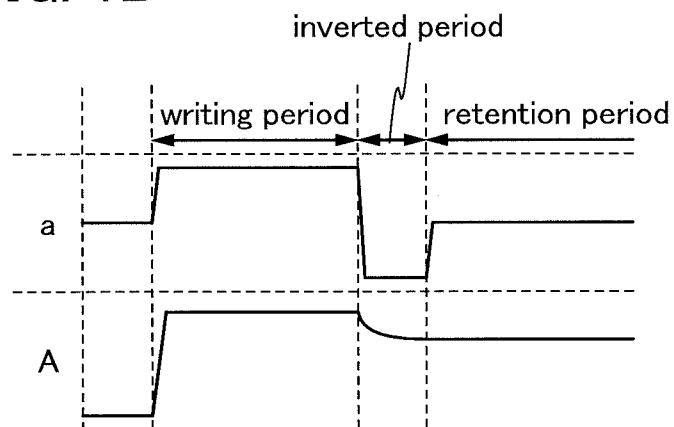 inverted period
writing period
retention period
a
A